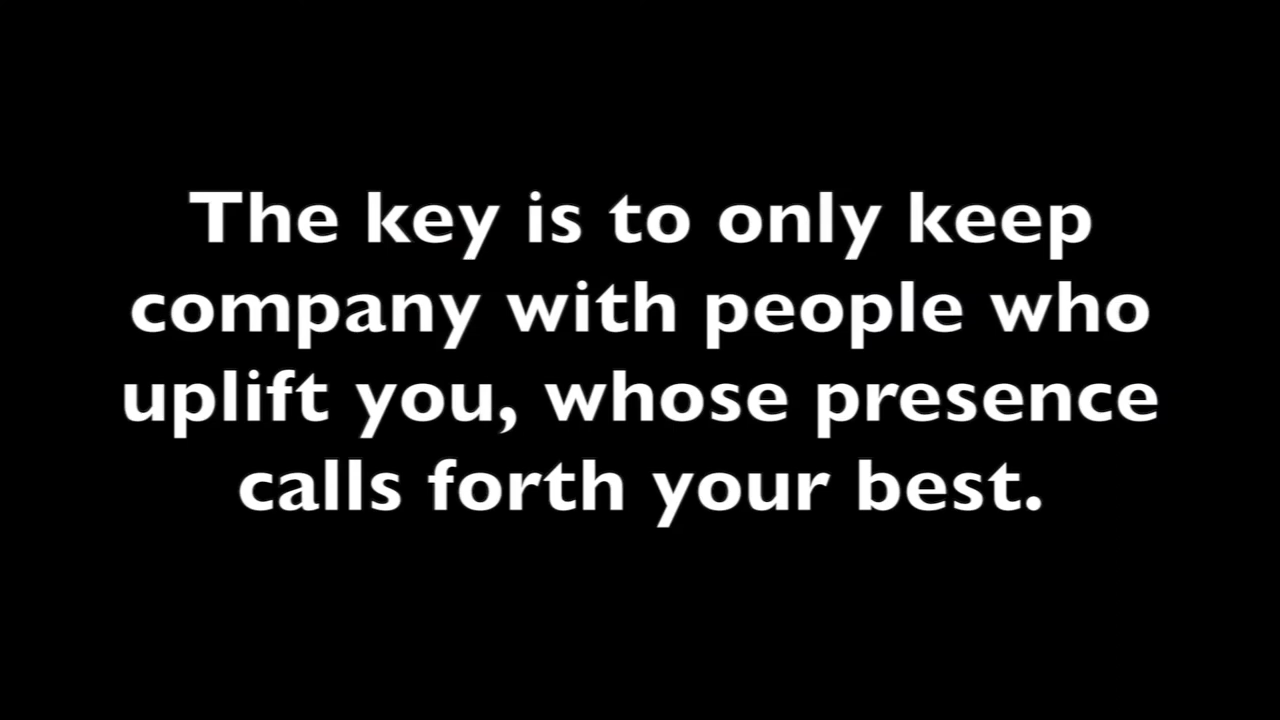 The key is to only keep
company with people who
uplift you, whose presence
calls forth your best.